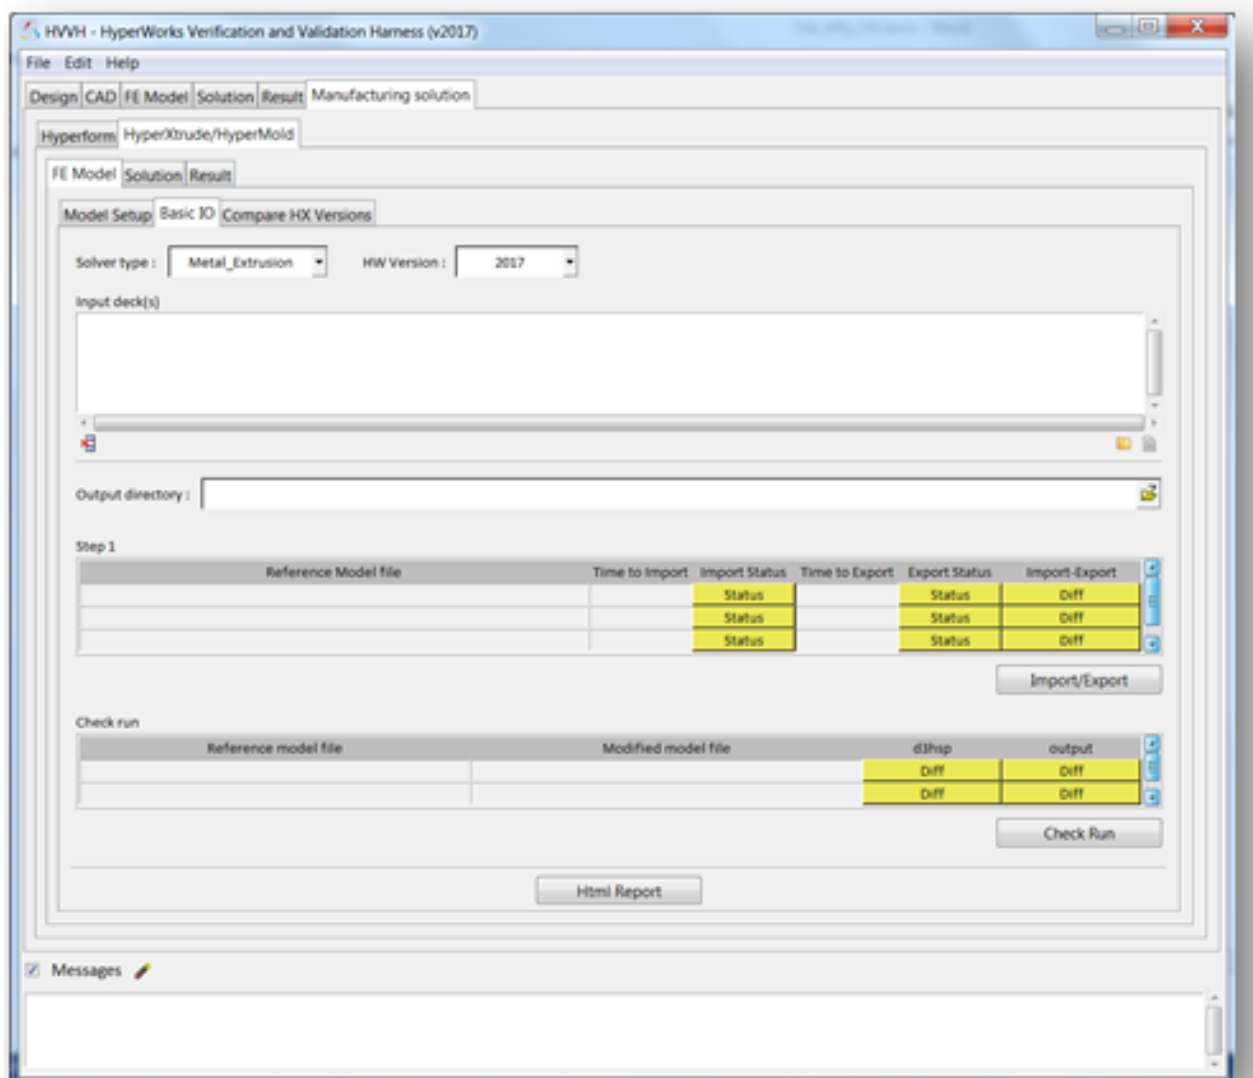 HVVH - HyperWorks Verification and Validation Harness (v2017)
File Edit Help
Design CAD FE Model Solution Result Manufacturing solution
Hyperform HyperXtrude/HyperMold
FE Model Solution Result
Model Setup Basic IO Compare HX Versions
Solver type : Metal_Extrusion HW Version : 2017
Input deck(s)
Output directory :
Step 1
Reference Model file Time to Import Import Status Time to Export Export Status Import-Export
Status Status Diff
Status Status Diff
Status Status Diff
Import/Export
Check run
Reference model file Modified model file d3hsp output
Diff Diff
Diff Diff
Check Run
Html Report
Messages